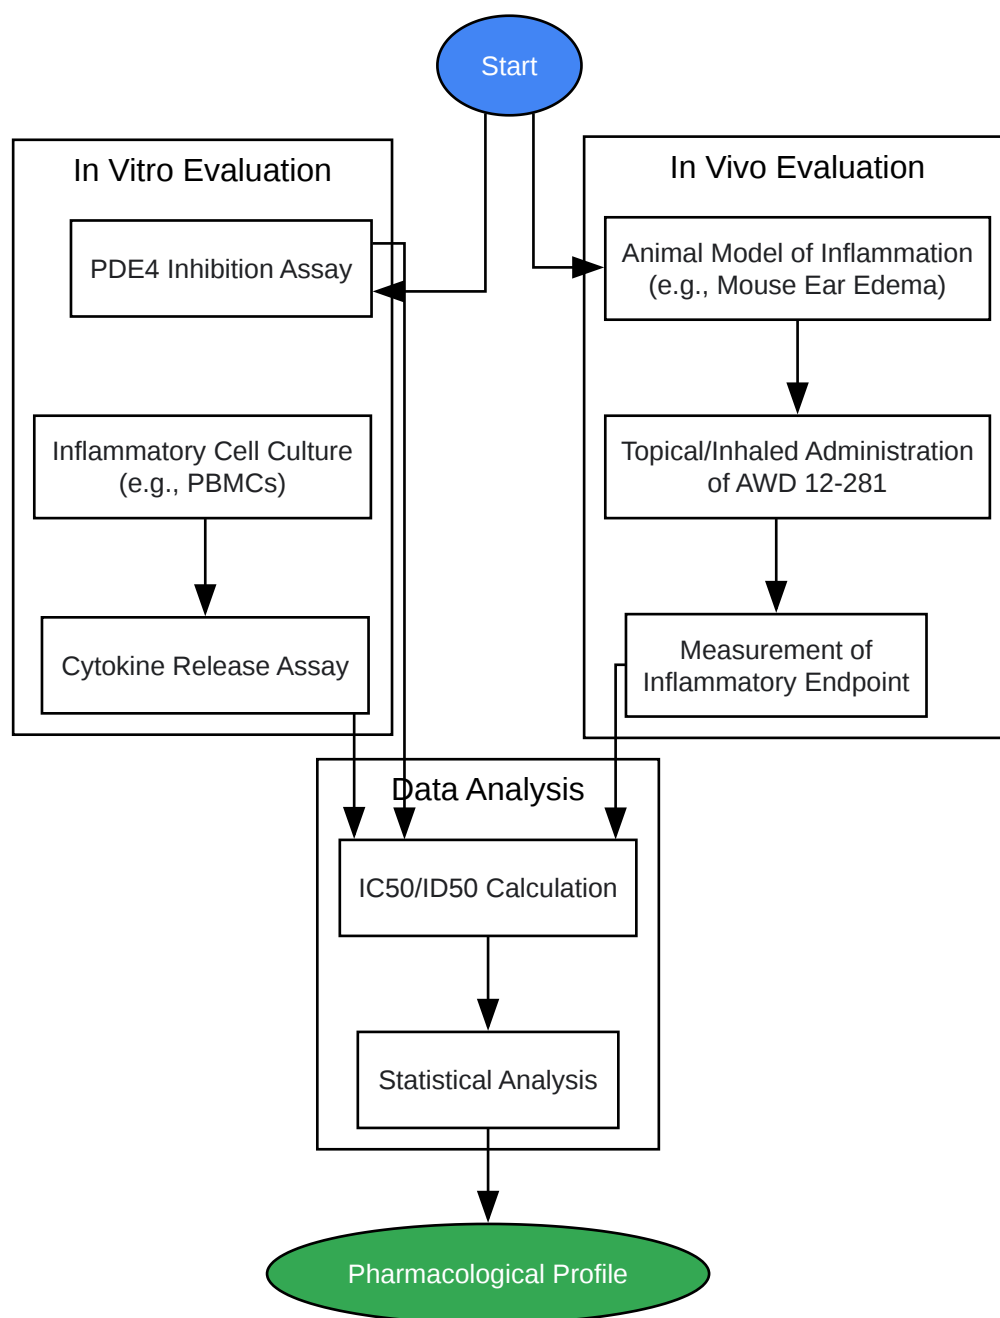 Start
In Vitro Evaluation
PDE4 Inhibition Assay
Inflammatory Cell Culture
(e.g., PBMCs)
Cytokine Release Assay
In Vivo Evaluation
Animal Model of Inflammation
(e.g., Mouse Ear Edema)
Topical/Inhaled Administration
of AWD 12-281
Measurement of
Inflammatory Endpoint
Data Analysis
IC50/ID50 Calculation
Statistical Analysis
Pharmacological Profile